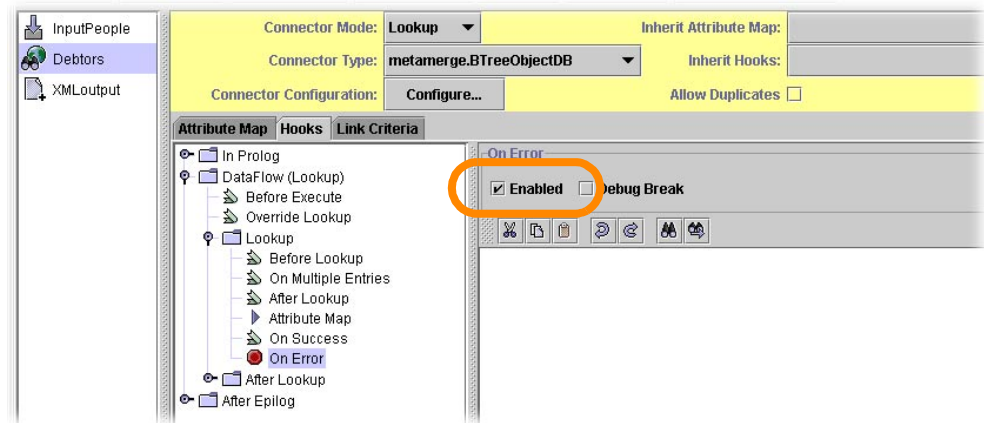 InputPeople
Debtors
XMLoutput
Connector Mode: Lookup Inherit Attribute Map:
Connector Type: metamerge.BTreeObjectDB Inherit Hooks:
Connector Configuration: Configure... Allow Duplicates
Attribute Map Hooks Link Criteria
In Prolog
DataFlow (Lookup)
Before Execute
Override Lookup
Lookup
Before Lookup
On Multiple Entries
After Lookup
Attribute Map
On Success
On Error
After Lookup
After Epilog
On Error
Enabled Debug Break